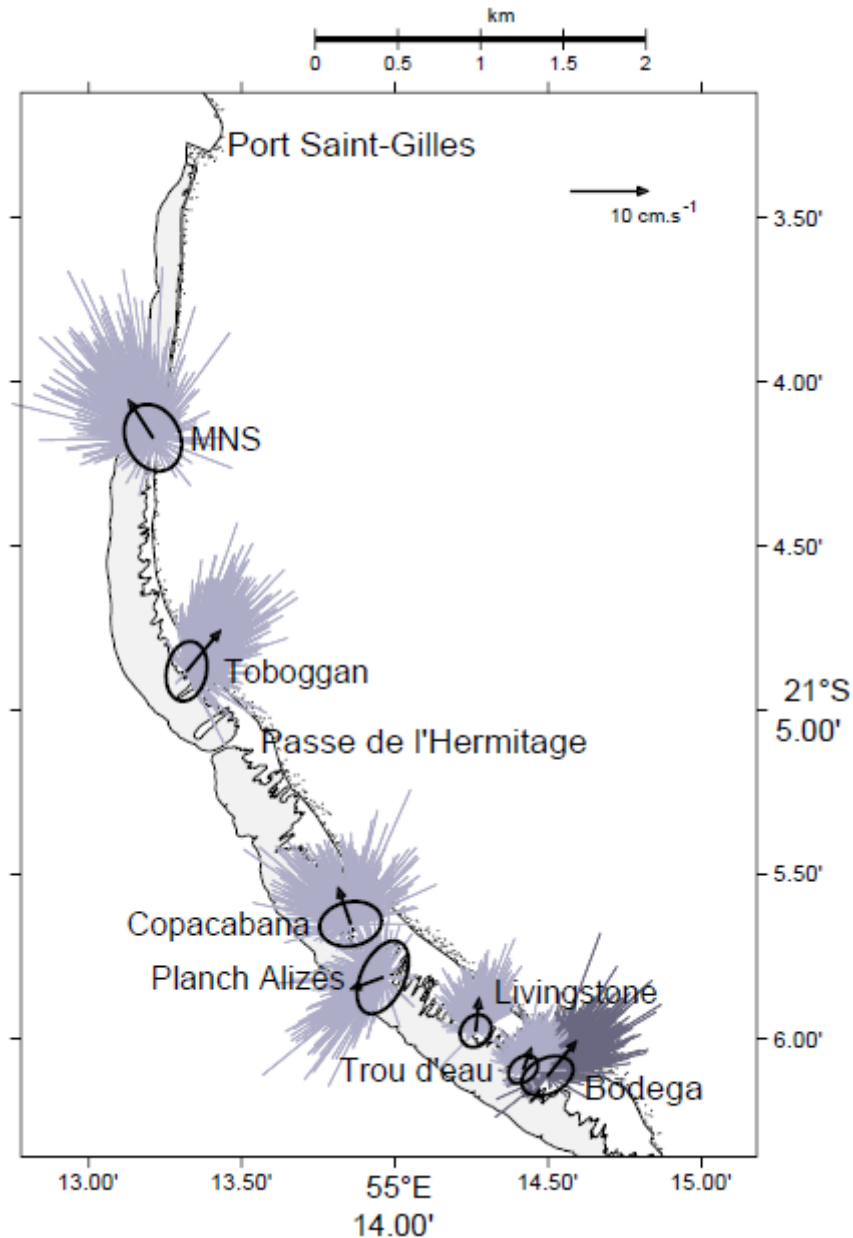 km
0 0.5 1 1.5 2
Port Saint-Gilles
10 cm.s-1
3.50'
4.00'
MNS
4.50'
Toboggan
21°S
5.00'
Passe de l'Hermitage
5.50'
Copacabana
Planch Alizés
Livingstone
6.00'
Trou d'eau
Bodega
13.00' 13.50' 55°E 14.50' 15.00'
14.00'